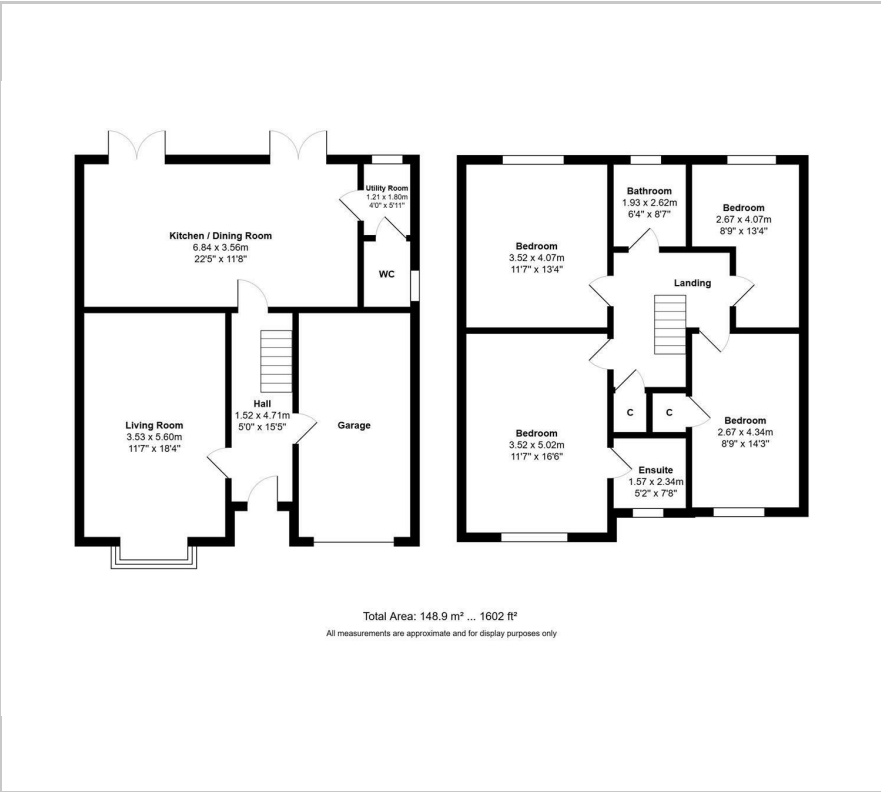 Utility Room
1.21 x 1.80m
4'0" x 5'11"
Kitchen / Dining Room
6.84 x 3.56m
22'5" x 11'8"
WC
Hall
1.52 x 4.71m
5'0" x 15'5"
Living Room
3.53 x 5.60m
11'7" x 18'4"
Garage
Bathroom
1.93 x 2.62m
6'4" x 8'7"
Bedroom
2.67 x 4.07m
8'9" x 13'4"
Bedroom
3.52 x 4.07m
11'7" x 13'4"
Landing
C
C
Bedroom
2.67 x 4.34m
8'9" x 14'3"
Bedroom
3.52 x 5.02m
11'7" x 16'6"
Ensuite
1.57 x 2.34m
5'2" x 7'8"
Total Area: 148.9 m² ... 1602 ft²
All measurements are approximate and for display purposes only